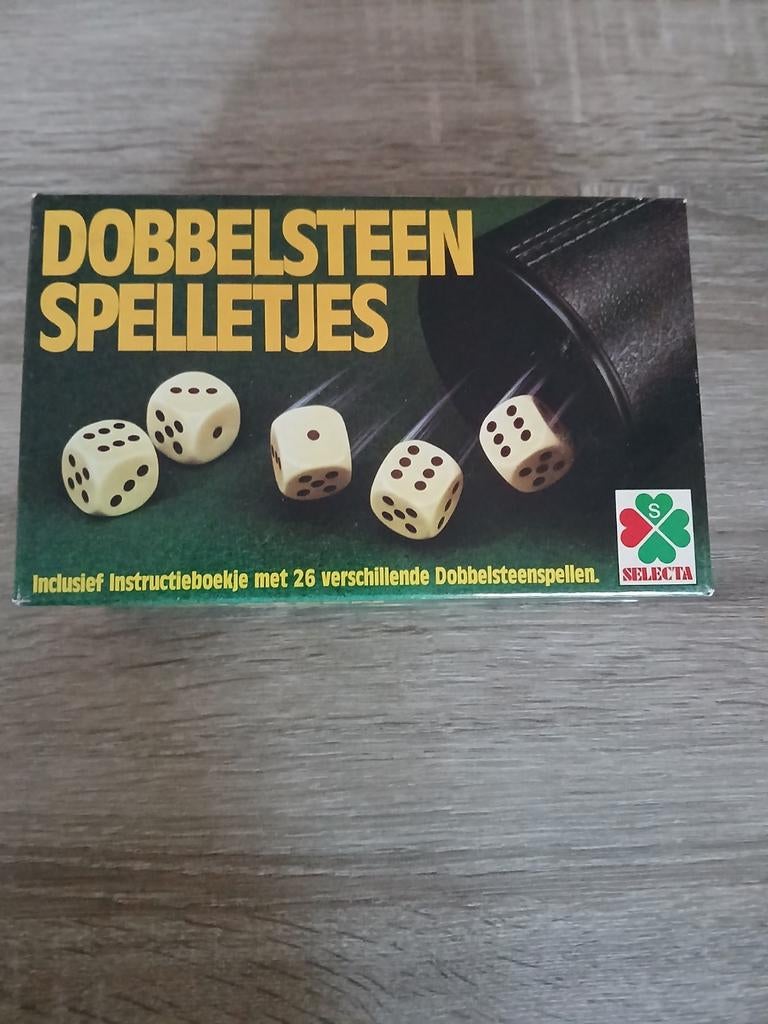 DOBBELSTEEN
SPELLETJES
Inclusief Instructieboekje met 26 verschillende Dobbelsteenspellen.
S
SELECTA